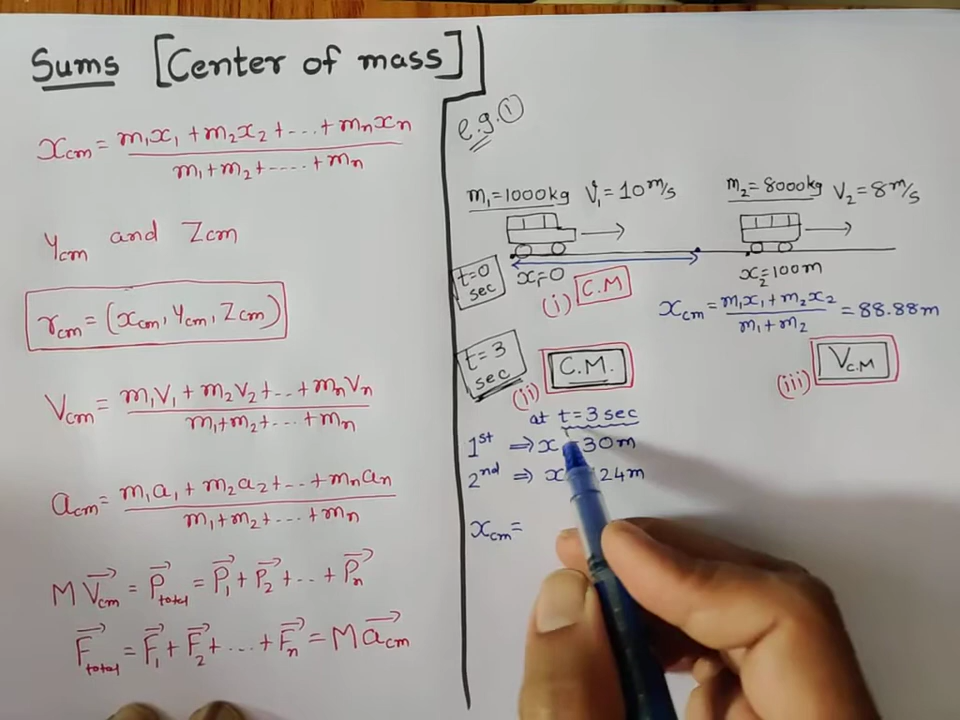 Sums [Center of mass]
xcm = m1x1 + m2x2 + ... + mnxn
m1 + m2 + ..... + mn
ycm and Zcm
rcm = (xcm, Ycm, Zcm)
Vcm = m1V1 + m2V2 + ... + mnVn
m1 + m2 + ... + mn
acm = m1a1 + m2a2 + ... + mnan
m1 + m2 + ... + mn
M Vcm = Ptotal = P1 + P2 + ... + Pn
Ftotal = F1 + F2 + ... + Fn = M acm
e.g. ①
m1 = 1000kg V1 = 10 m/s
m2 = 8000kg V2 = 8 m/s
t=0 sec
x1=0
x2=100m
(i) C.M
xcm = m1x1 + m2x2 = 88.88m
m1 + m2
t=3 sec
(ii) C.M.
(iii) VC.M
at t=3 sec
1st ⇒ x 30m
2nd ⇒ x 24m
xcm =